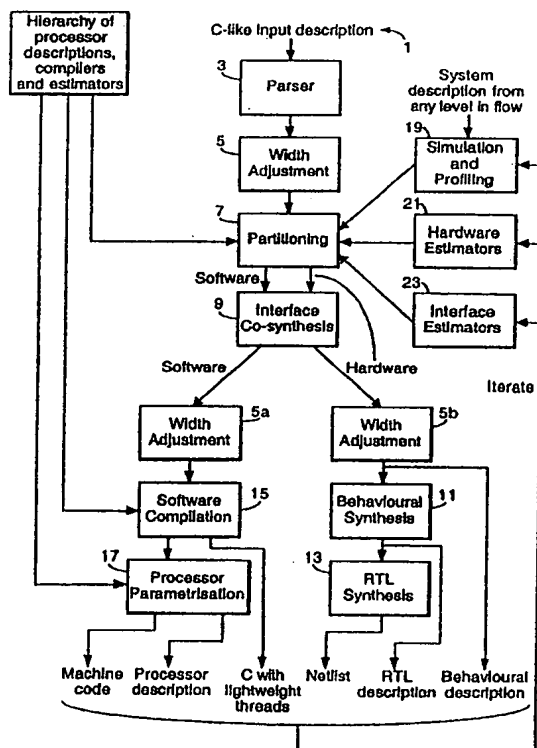 Hierarchy of
processor
descriptions,
compilers
and estimators
C-like input description
1
3
Parser
System
description from
any level in flow
5
Width
Adjustment
19
Simulation
and
Profiling
7
Partitioning
21
Hardware
Estimators
Software
9
Interface
Co-synthesis
23
Interface
Estimators
Software
Hardware
Iterate
Width
Adjustment
5a
Width
Adjustment
5b
Software
Compilation
15
Behavioural
Synthesis
11
17
Processor
Parametrisation
13
RTL
Synthesis
Machine
code
Processor
description
C with
lightweight
threads
Netlist
RTL
description
Behavioural
description